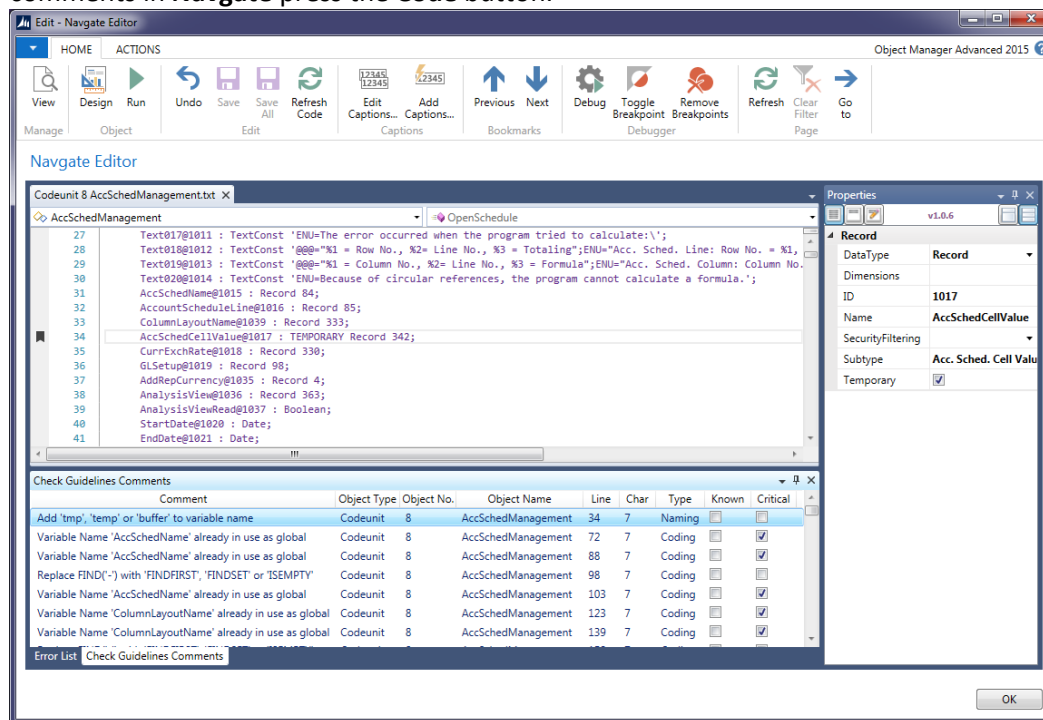 comments in Navgate press the Code button.
Edit - Navgate Editor
HOME ACTIONS Object Manager Advanced 2015
View Design Run Undo Save Save All Refresh Code Edit Captions... Add Captions... Previous Next Debug Toggle Breakpoint Remove Breakpoints Refresh Clear Filter Go to
Manage Object Edit Captions Bookmarks Debugger Page
Navgate Editor
Codeunit 8 AccSchedManagement.txt
AccSchedManagement OpenSchedule
27 Text017@1011 : TextConst 'ENU=The error occurred when the program tried to calculate:\';
28 Text018@1012 : TextConst '@@@="%1 = Row No., %2= Line No., %3 = Totaling";ENU="Acc. Sched. Line: Row No. = %1,
29 Text019@1013 : TextConst '@@@="%1 = Column No., %2= Line No., %3 = Formula";ENU="Acc. Sched. Column: Column No.
30 Text020@1014 : TextConst 'ENU=Because of circular references, the program cannot calculate a formula.';
31 AccSchedName@1015 : Record 84;
32 AccountScheduleLine@1016 : Record 85;
33 ColumnLayoutName@1039 : Record 333;
34 AccSchedCellValue@1017 : TEMPORARY Record 342;
35 CurrExchRate@1018 : Record 330;
36 GLSetup@1019 : Record 98;
37 AddRepCurrency@1035 : Record 4;
38 AnalysisView@1036 : Record 363;
39 AnalysisViewRead@1037 : Boolean;
40 StartDate@1020 : Date;
41 EndDate@1021 : Date;
Properties
v1.0.6
Record
DataType Record
Dimensions
ID 1017
Name AccSchedCellValue
SecurityFiltering
Subtype Acc. Sched. Cell Valu
Temporary
Check Guidelines Comments
Comment Object Type Object No. Object Name Line Char Type Known Critical
Add 'tmp', 'temp' or 'buffer' to variable name Codeunit 8 AccSchedManagement 34 7 Naming
Variable Name 'AccSchedName' already in use as global Codeunit 8 AccSchedManagement 72 7 Coding
Variable Name 'AccSchedName' already in use as global Codeunit 8 AccSchedManagement 88 7 Coding
Replace FIND('-') with 'FINDFIRST', 'FINDSET' or 'ISEMPTY' Codeunit 8 AccSchedManagement 98 7 Coding
Variable Name 'AccSchedName' already in use as global Codeunit 8 AccSchedManagement 103 7 Coding
Variable Name 'ColumnLayoutName' already in use as global Codeunit 8 AccSchedManagement 123 7 Coding
Variable Name 'ColumnLayoutName' already in use as global Codeunit 8 AccSchedManagement 139 7 Coding
Error List Check Guidelines Comments
OK